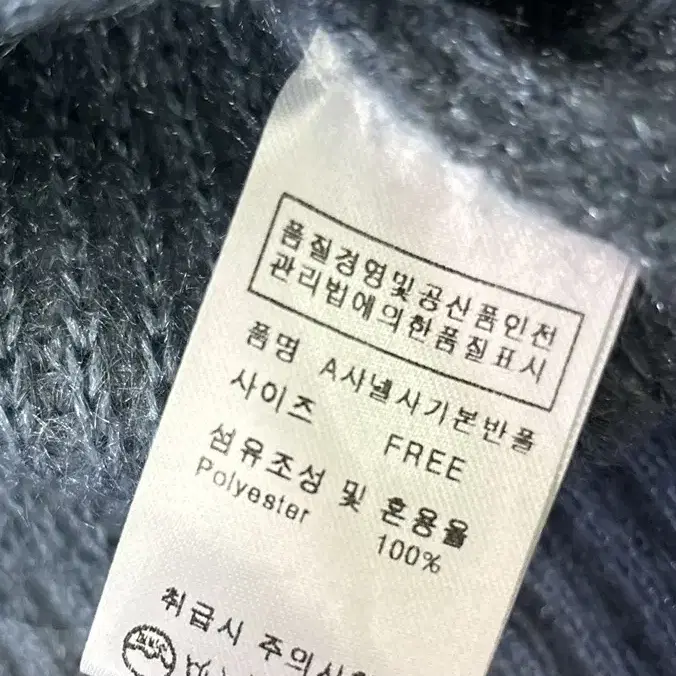 품질경영및공산품안전
관리법에의한품질표시
품명 A사넬시기본반폴
사이즈 FREE
섬유조성 및 혼용율
Polyester 100%
취급시 주의사항